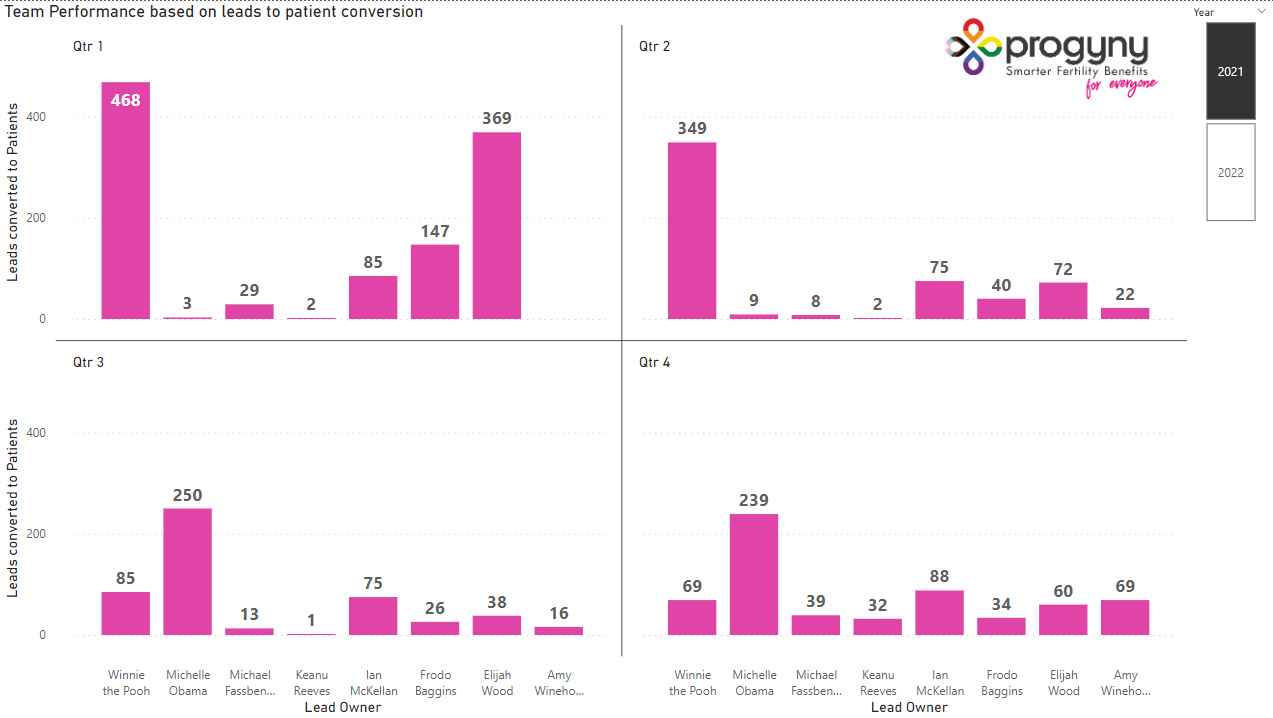 Team Performance based on leads to patient conversion
Year
2021
2022
progyny
Smarter Fertility Benefits
for everyone
Leads converted to Patients
Qtr 1
400
200
0
468
3
29
2
85
147
369
Qtr 2
349
9
8
2
75
40
72
22
Leads converted to Patients
Qtr 3
400
200
0
85
250
13
1
75
26
38
16
Qtr 4
69
239
39
32
88
34
60
69
Winnie
the Pooh
Michelle
Obama
Michael
Fassben...
Keanu
Reeves
Ian
McKellan
Frodo
Baggins
Elijah
Wood
Amy
Wineho...
Lead Owner
Winnie
the Pooh
Michelle
Obama
Michael
Fassben...
Keanu
Reeves
Ian
McKellan
Frodo
Baggins
Elijah
Wood
Amy
Wineho...
Lead Owner